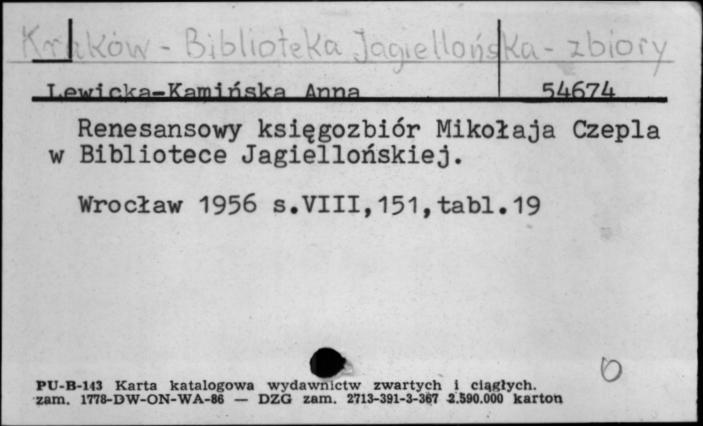 Kraków - Biblioteka Jagiellońska - zbiory
Lewicka-Kamińska Anna 54674
Renesansowy księgozbiór Mikołaja Czepla
w Bibliotece Jagiellońskiej.
Wrocław 1956 s.VIII,151,tabl.19
PU-B-143 Karta katalogowa wydawnictw zwartych i ciągłych.
zam. 1778-DW-ON-WA-86 — DZG zam. 2713-391-3-367 2.590.000 karton